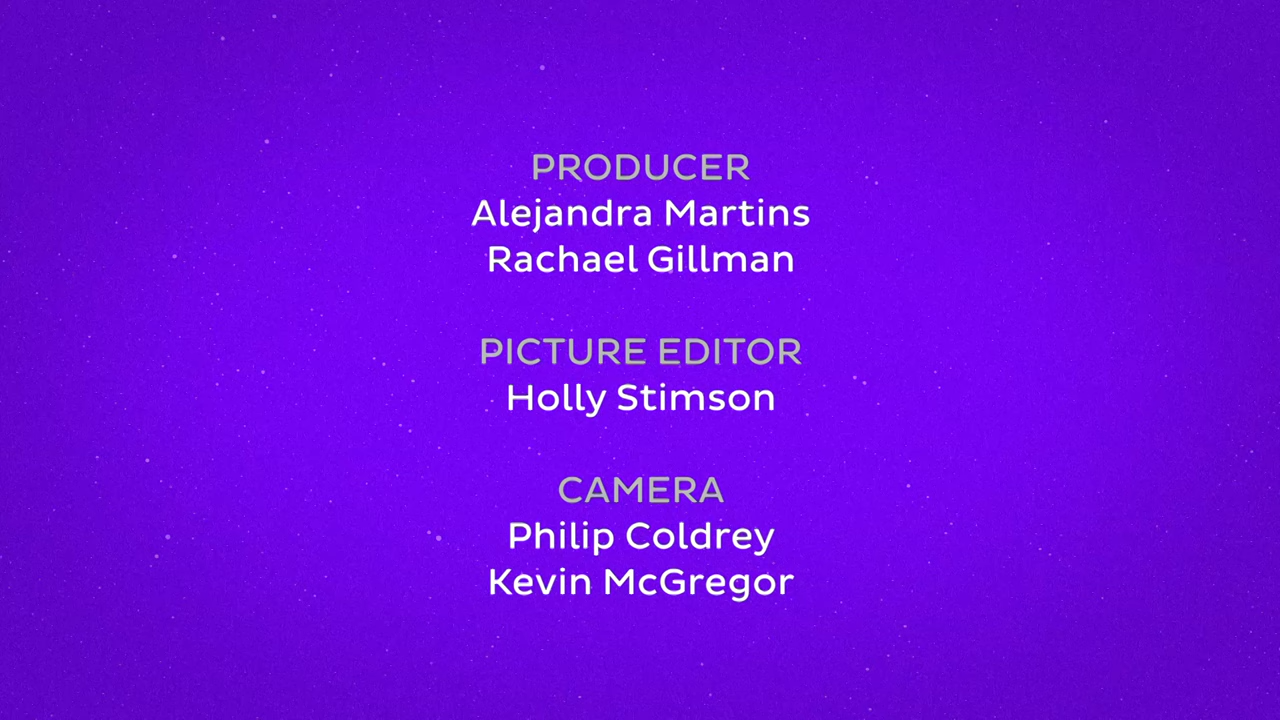 PRODUCER
Alejandra Martins
Rachael Gillman
PICTURE EDITOR
Holly Stimson
CAMERA
Philip Coldrey
Kevin McGregor